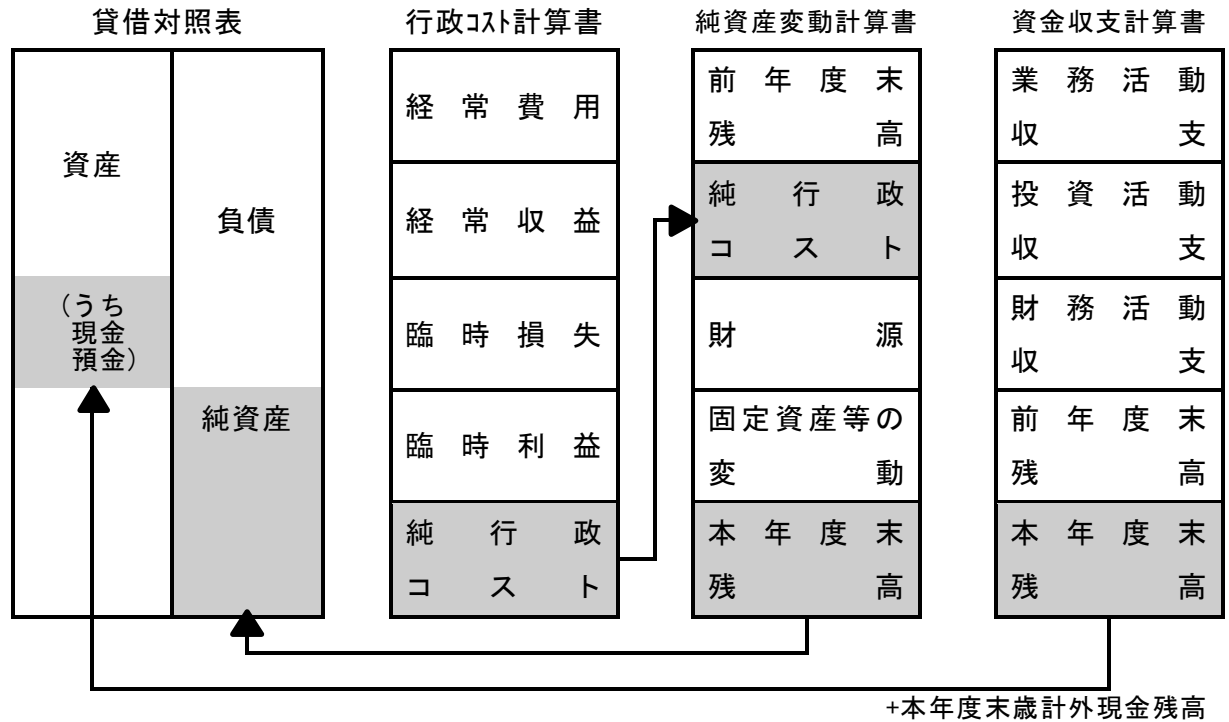 貸借対照表
資産
(うち
現金
預金)
負債
純資産
行政コスト計算書
経常費用
経常収益
臨時損失
臨時利益
純行政
コスト
純資産変動計算書
前年度末
残高
純行政
コスト
財源
固定資産等の
変動
本年度末
残高
資金収支計算書
業務活動
収支
投資活動
収支
財務活動
収支
前年度末
残高
本年度末
残高
+本年度末歳計外現金残高